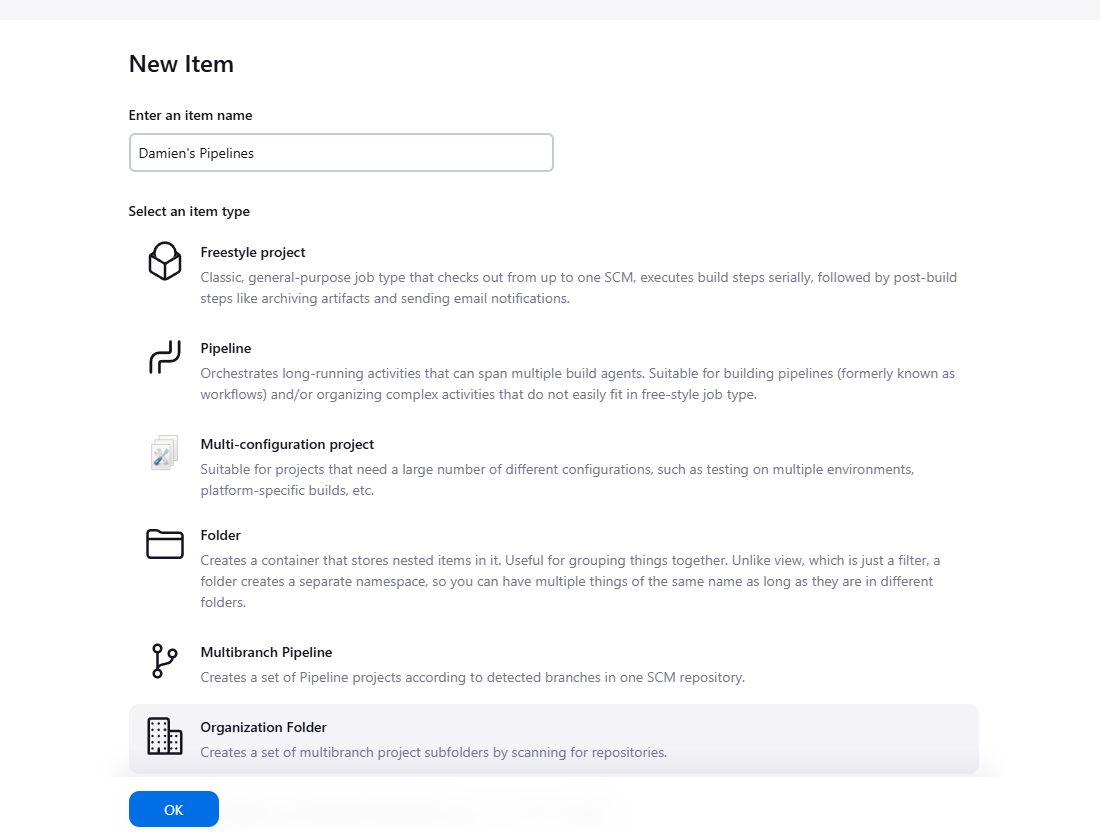 New Item
Enter an item name
Damien's Pipelines
Select an item type
Freestyle project
Classic, general-purpose job type that checks out from up to one SCM, executes build steps serially, followed by post-build
steps like archiving artifacts and sending email notifications.
Pipeline
Orchestrates long-running activities that can span multiple build agents. Suitable for building pipelines (formerly known as
workflows) and/or organizing complex activities that do not easily fit in free-style job type.
Multi-configuration project
Suitable for projects that need a large number of different configurations, such as testing on multiple environments,
platform-specific builds, etc.
Folder
Creates a container that stores nested items in it. Useful for grouping things together. Unlike view, which is just a filter, a
folder creates a separate namespace, so you can have multiple things of the same name as long as they are in different
folders.
Multibranch Pipeline
Creates a set of Pipeline projects according to detected branches in one SCM repository.
Organization Folder
Creates a set of multibranch project subfolders by scanning for repositories.
OK